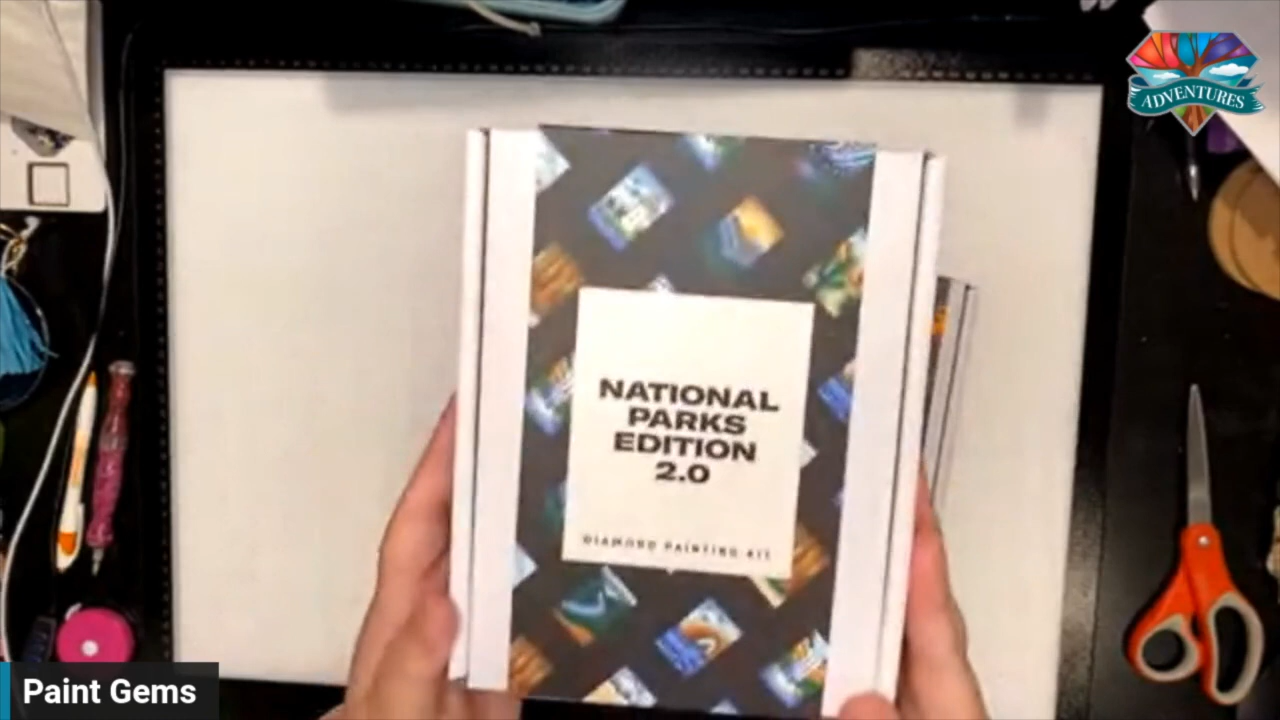 ADVENTURES
NATIONAL
PARKS
EDITION
2.0
DIAMOND PAINTING KIT
Paint Gems